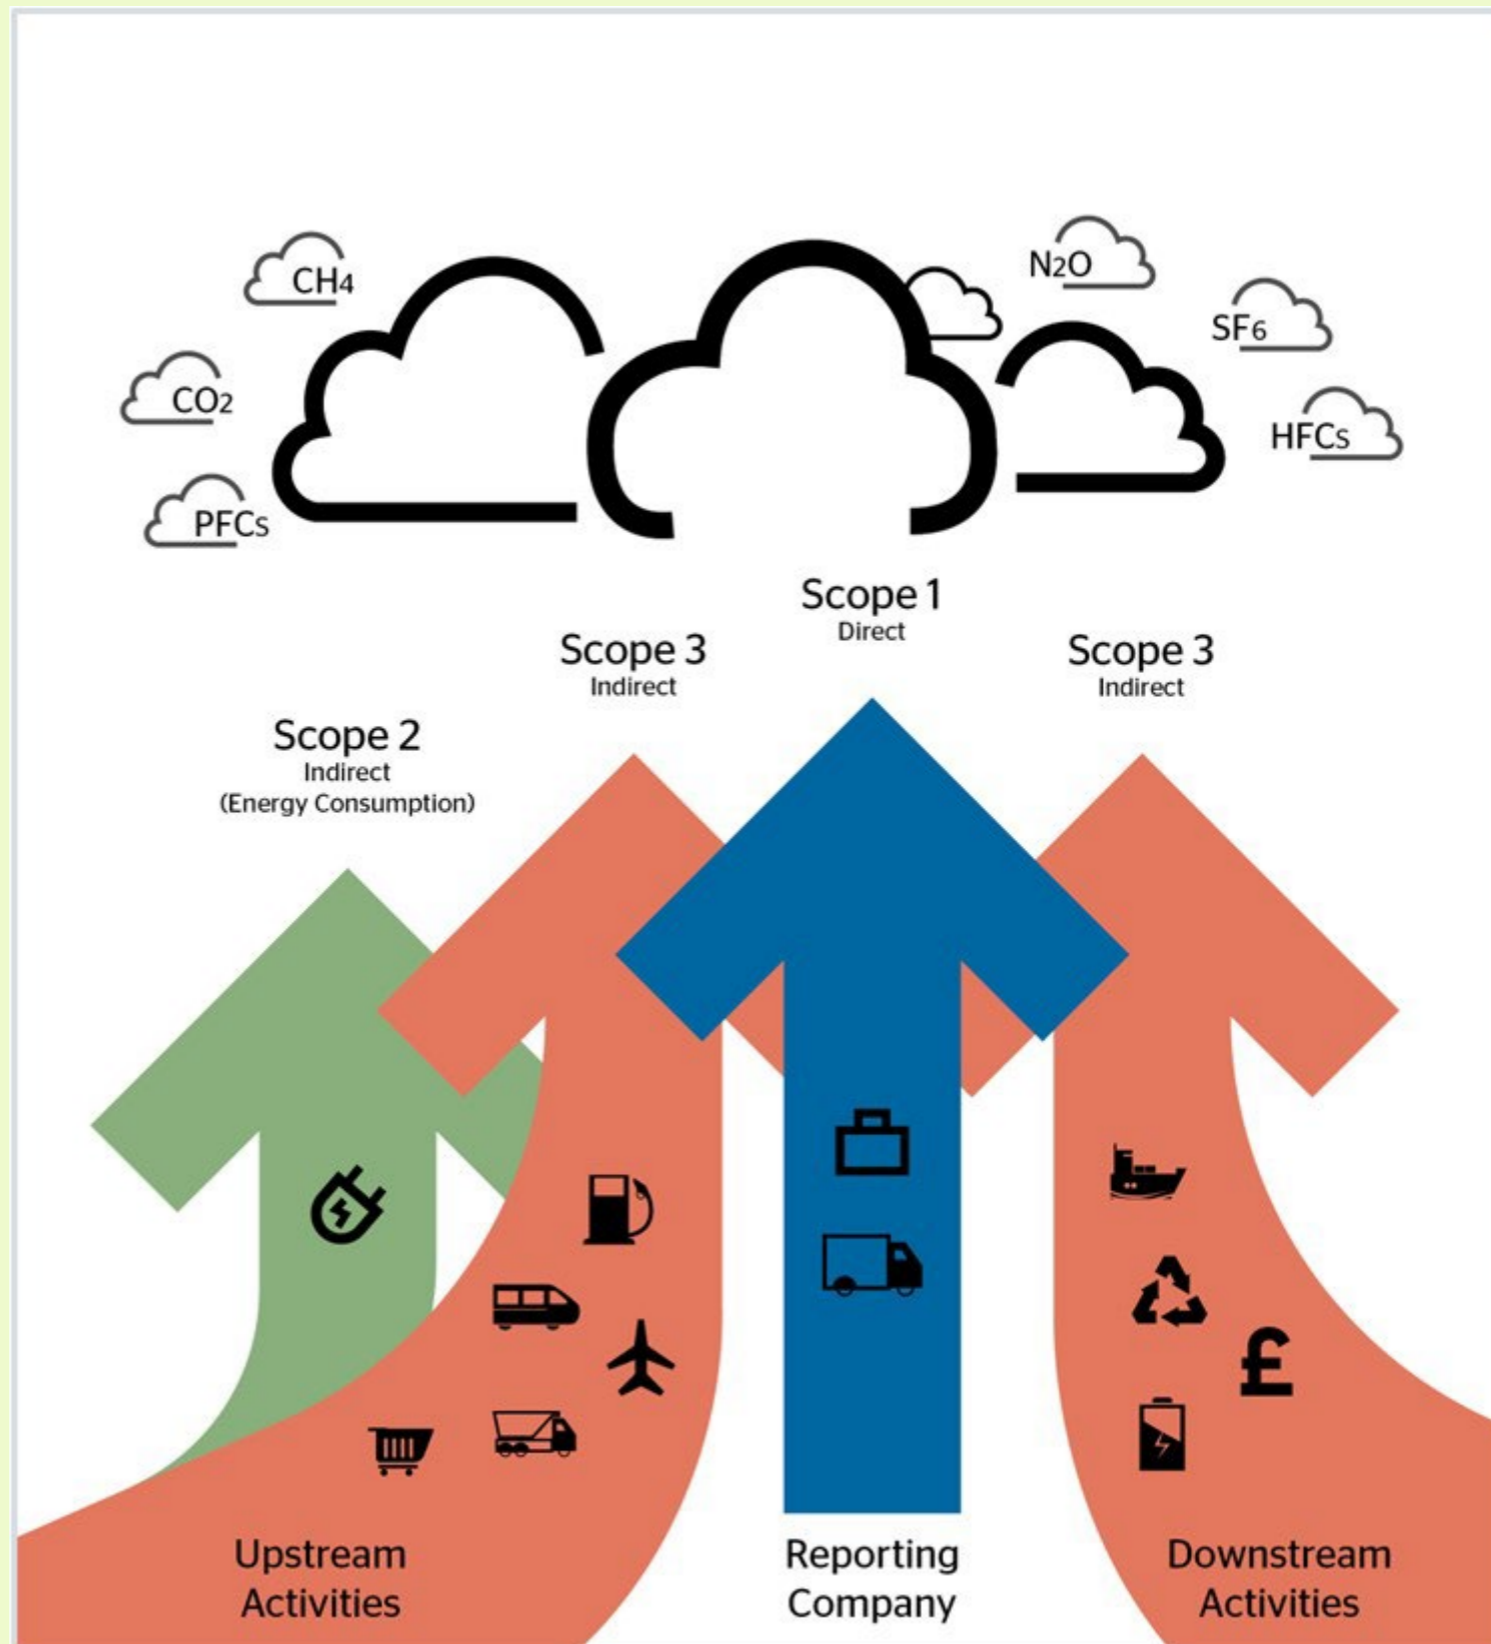 CH4
N2O
SF6
CO2
HFCs
PFCs
Scope 1
Direct
Scope 3
Indirect
Scope 3
Indirect
Scope 2
Indirect
(Energy Consumption)
£
Upstream
Activities
Reporting
Company
Downstream
Activities